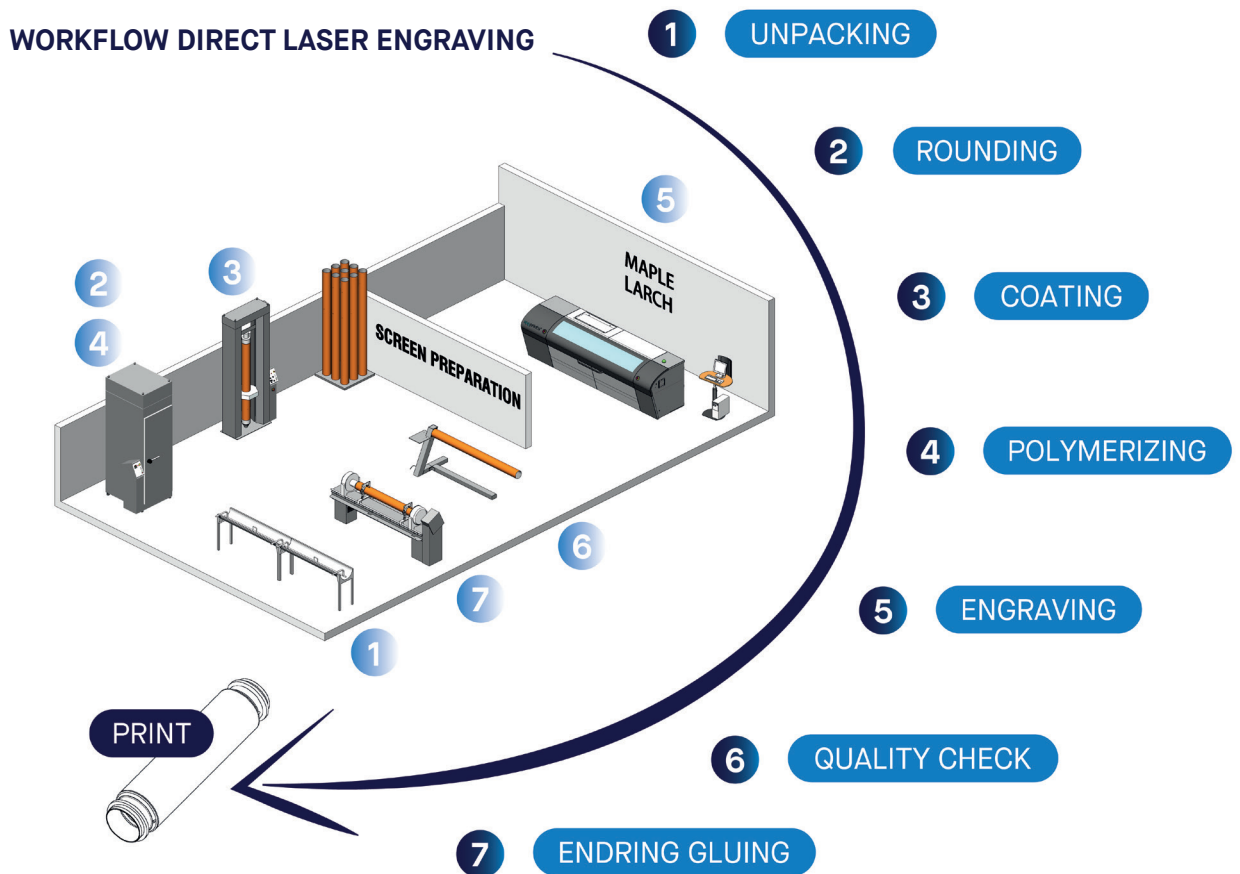 WORKFLOW DIRECT LASER ENGRAVING
1 UNPACKING
2 ROUNDING
3 COATING
4 POLYMERIZING
5 ENGRAVING
6 QUALITY CHECK
7 ENDRING GLUING
PRINT
2
4
3
5
MAPLE
LARCH
SCREEN PREPARATION
6
7
1